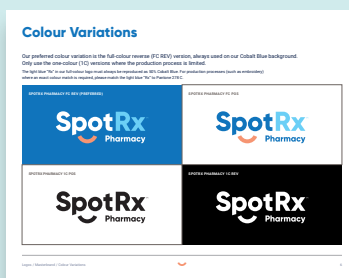 Colour Variations
Our preferred colour variation is the full-colour reverse (FC REV) version, always used on our Cobalt Blue background.
Only use the one-colour (1C) versions where the production process is limited.
The light blue "Rx" in our full-colour logo must always be reproduced as 50% Cobalt Blue. For production processes (such as embroidery)
where an exact colour match is required, please match the light blue "Rx" to Pantone 278 C
SPOTRX PHARMACY FC REV (PREFERRED)
SPOTRX PHARMACY FC POS
SpotRx
Pharmacy
SpotRx
Pharmacy
SPOTRX PHARMACY 1C POS
SPOTRX PHARMACY 1C REV
SpotRx
Pharmacy
SpotRx
Pharmacy
Logos / Masterbrand / Colour Variations